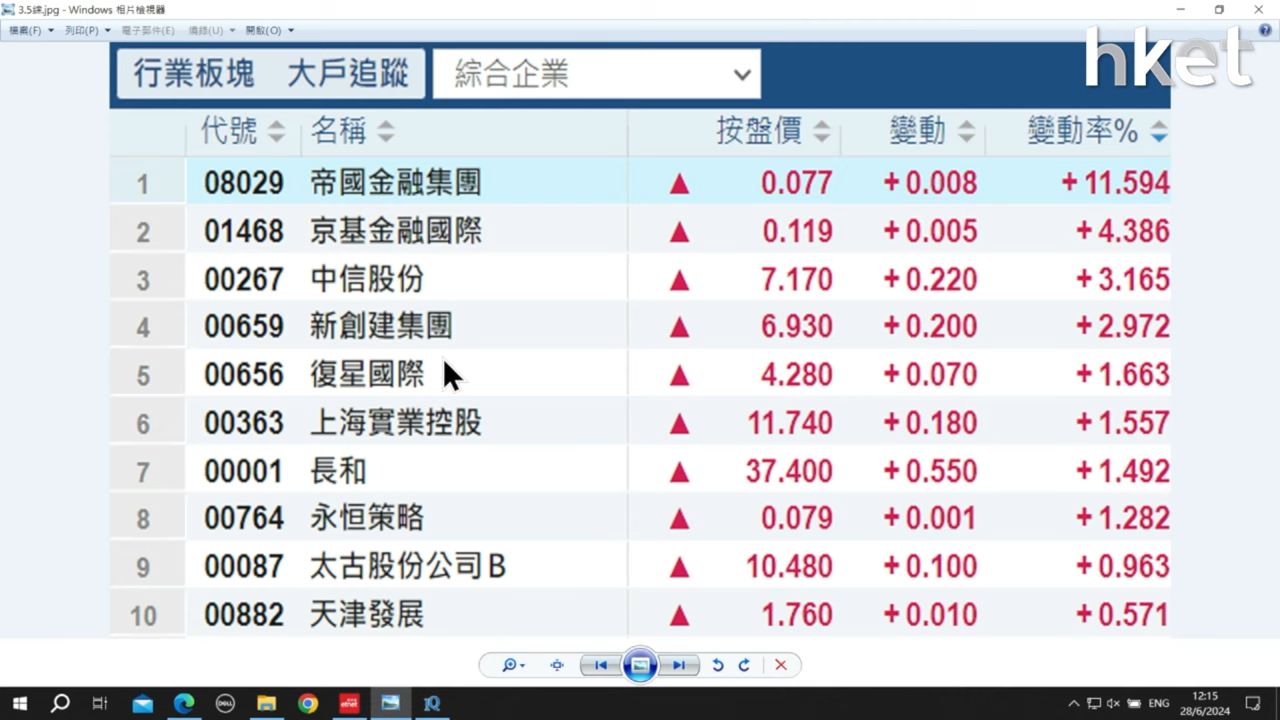 3.5綜.jpg - Windows 相片檢視器
檔案(F) 列印(P) 電子郵件(E) 燒錄(U) 開啟(O)
hket
行業板塊 大戶追蹤 綜合企業
代號 名稱 按盤價 變動 變動率%
1 08029 帝國金融集團 ▲ 0.077 +0.008 +11.594
2 01468 京基金融國際 ▲ 0.119 +0.005 +4.386
3 00267 中信股份 ▲ 7.170 +0.220 +3.165
4 00659 新創建集團 ▲ 6.930 +0.200 +2.972
5 00656 復星國際 ▲ 4.280 +0.070 +1.663
6 00363 上海實業控股 ▲ 11.740 +0.180 +1.557
7 00001 長和 ▲ 37.400 +0.550 +1.492
8 00764 永恒策略 ▲ 0.079 +0.001 +1.282
9 00087 太古股份公司B ▲ 10.480 +0.100 +0.963
10 00882 天津發展 ▲ 1.760 +0.010 +0.571
DELL etnet IQ ENG 12:15
28/6/2024